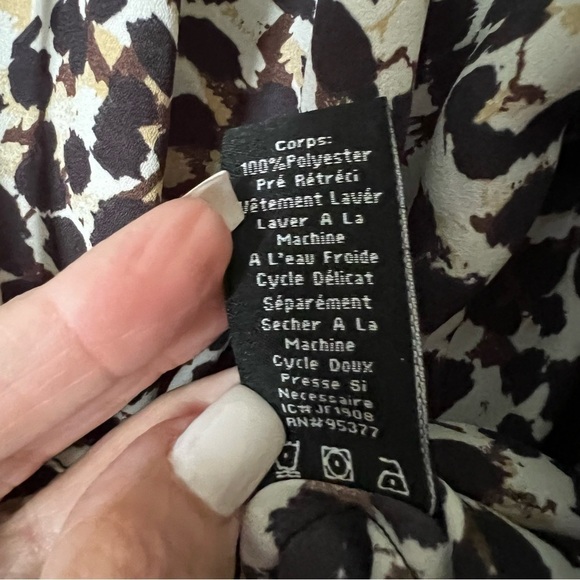 Corps:
100%Polyester
Pré Rétréci
Vêtement Lavér
Laver A La
Machine
A L'eau Froide
Cycle Délicat
Séparément
Secher A La
Machine
Cycle Doux
Presse Si
Necessaire
IC# JF1908
RN#95377